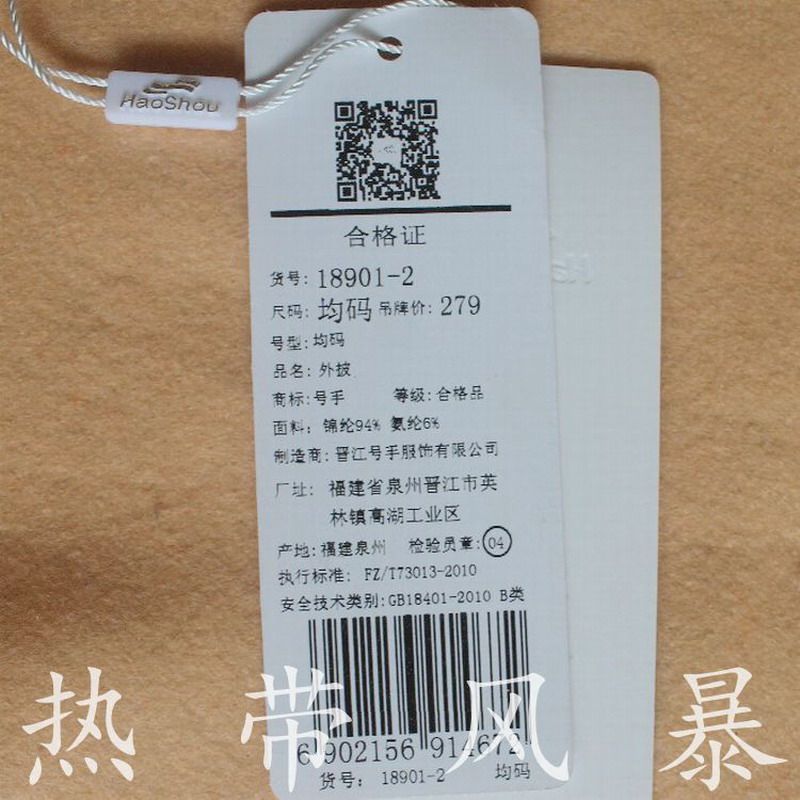 HaoShou
合格证
货号: 18901-2
尺码: 均码 吊牌价: 279
号型: 均码
品名: 外披
商标: 号手 等级: 合格品
面料: 锦纶94% 氨纶6%
制造商: 晋江号手服饰有限公司
厂址: 福建省泉州晋江市英
林镇高湖工业区
产地: 福建泉州 检验员章: 04
执行标准: FZ/T73013-2010
安全技术类别: GB18401-2010 B类
6 902156 914672
货号: 18901-2 均码
热带风暴